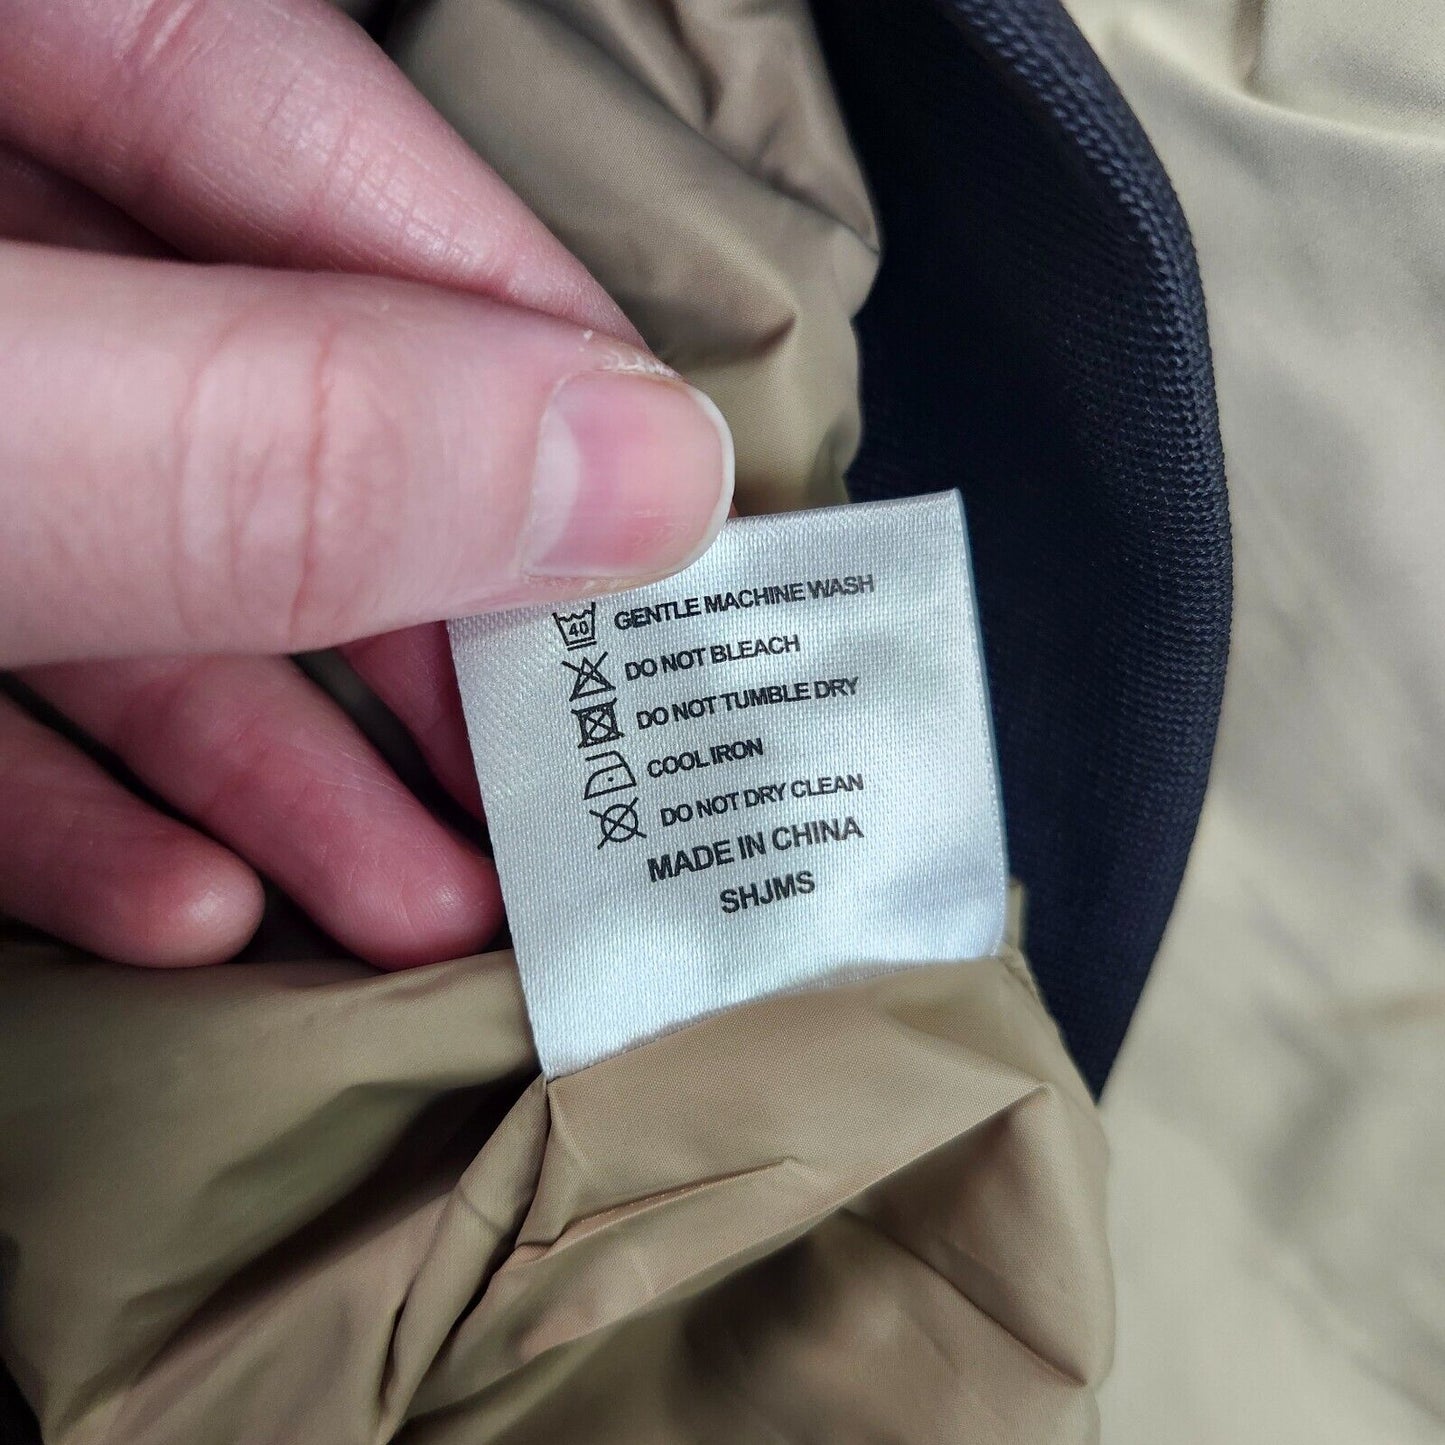 40 GENTLE MACHINE WASH
DO NOT BLEACH
DO NOT TUMBLE DRY
COOL IRON
DO NOT DRY CLEAN
MADE IN CHINA
SHJMS